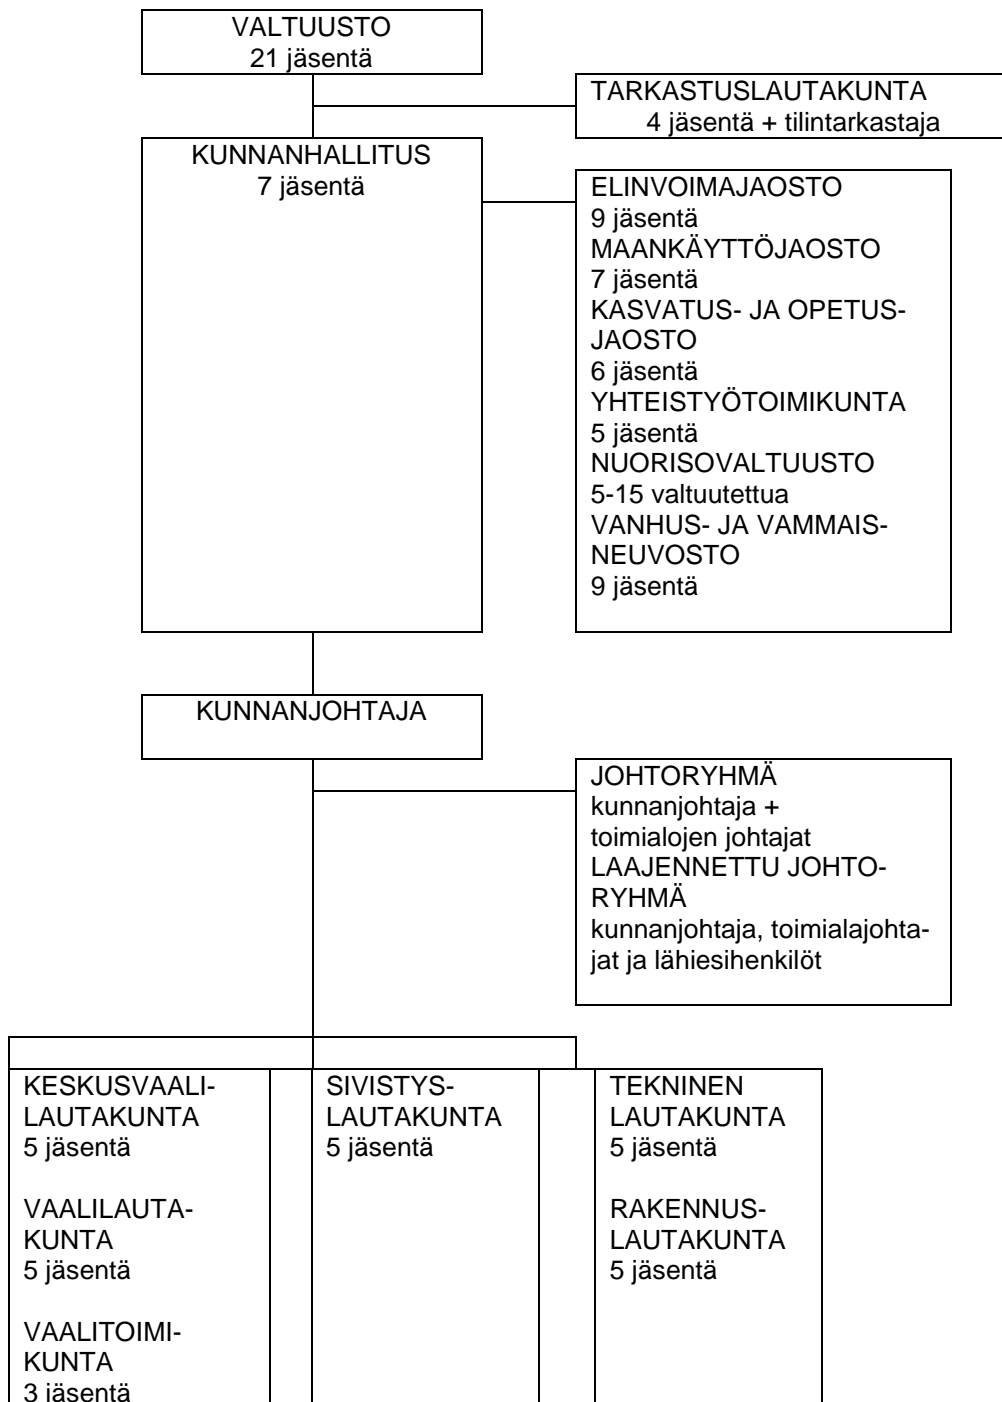 VALTUUSTO
21 jäsentä
TARKASTUSLAUTAKUNTA
4 jäsentä + tilintarkastaja
KUNNANHALLITUS
7 jäsentä
ELINVOIMAJAOSTO
9 jäsentä
MAANKÄYTTÖJAOSTO
7 jäsentä
KASVATUS- JA OPETUS-
JAOSTO
6 jäsentä
YHTEISTYÖTOIMIKUNTA
5 jäsentä
NUORISOVALTUUSTO
5-15 valtuutettua
VANHUS- JA VAMMAIS-
NEUVOSTO
9 jäsentä
KUNNANJOHTAJA
JOHTORYHMÄ
kunnanjohtaja +
toimialojen johtajat
LAAJENNETTU JOHTO-
RYHMÄ
kunnanjohtaja, toimialajohta-
jat ja lähiesihenkilöt
KESKUSVAALI-
LAUTAKUNTA
5 jäsentä
VAALILAUTA-
KUNTA
5 jäsentä
VAALITOIMI-
KUNTA
3 jäsentä
SIVISTYS-
LAUTAKUNTA
5 jäsentä
TEKNINEN
LAUTAKUNTA
5 jäsentä
RAKENNUS-
LAUTAKUNTA
5 jäsentä